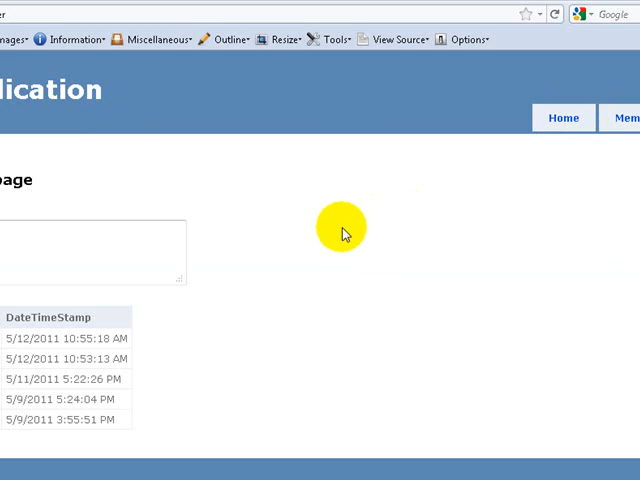 er
Google
mages
Information
Miscellaneous
Outline
Resize
Tools
View Source
Options
lication
Home
Mem
page
DateTimeStamp
5/12/2011 10:55:18 AM
5/12/2011 10:53:13 AM
5/11/2011 5:22:26 PM
5/9/2011 5:24:04 PM
5/9/2011 3:55:51 PM